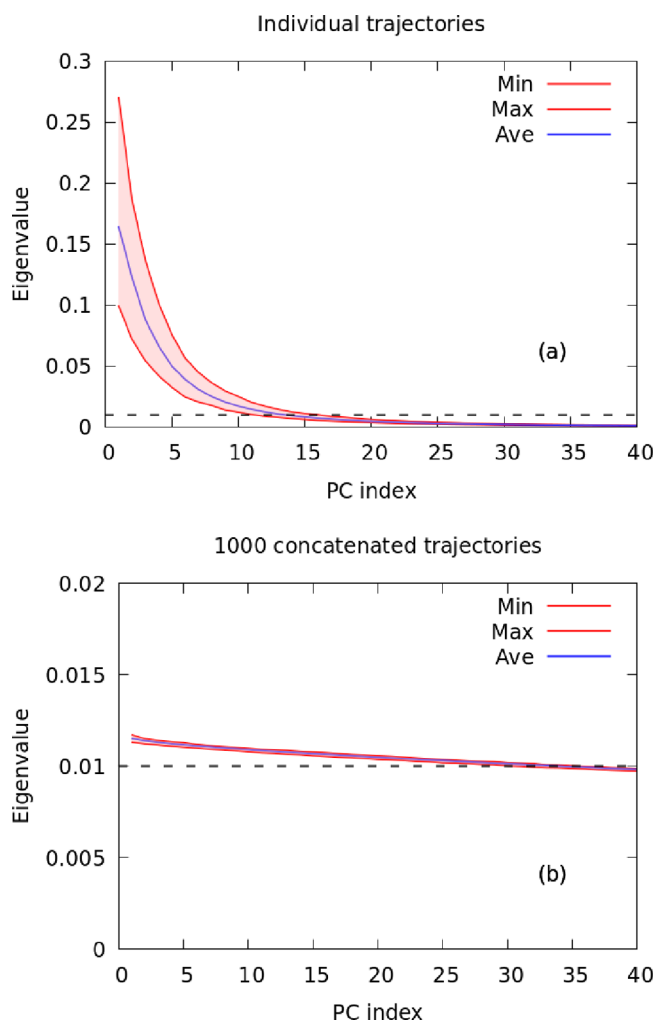 Individual trajectories
0.3
0.25
0.2
0.15
0.1
0.05
0
Eigenvalue
Min
Max
Ave
(a)
0 5 10 15 20 25 30 35 40
PC index
1000 concatenated trajectories
0.02
0.015
0.01
0.005
0
Eigenvalue
Min
Max
Ave
(b)
0 5 10 15 20 25 30 35 40
PC index